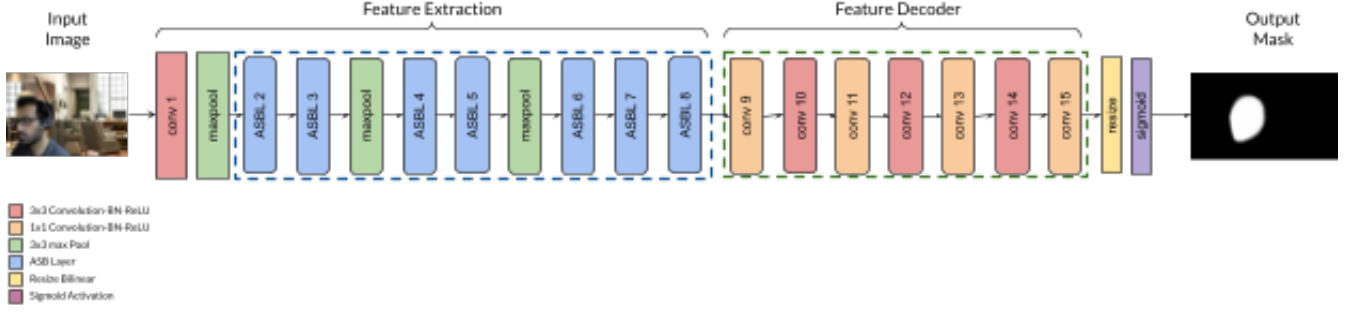 Input
Image
Feature Extraction
Feature Decoder
Output
Mask
conv 1
maxpool
ASBL 2
ASBL 3
maxpool
ASBL 4
ASBL 5
maxpool
ASBL 6
ASBL 7
ASBL 8
conv 9
conv 10
conv 11
conv 12
conv 13
conv 14
conv 15
resize
sigmoid
3x3 Convolution-BN-ReLU
1x1 Convolution-BN-ReLU
3x3 max Pool
ASB Layer
Resize Bilinear
Sigmoid Activation